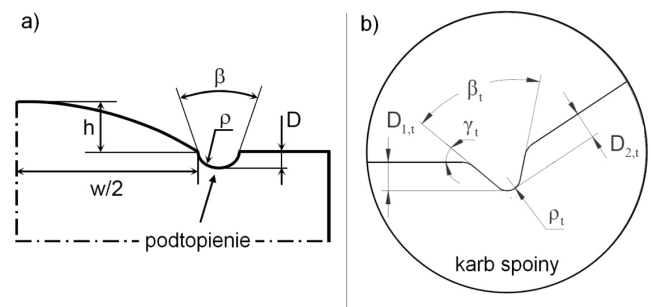 a)
β
ρ
D
h
w/2
podtopienie
b)
βt
D1,t
γt
D2,t
ρt
karb spoiny